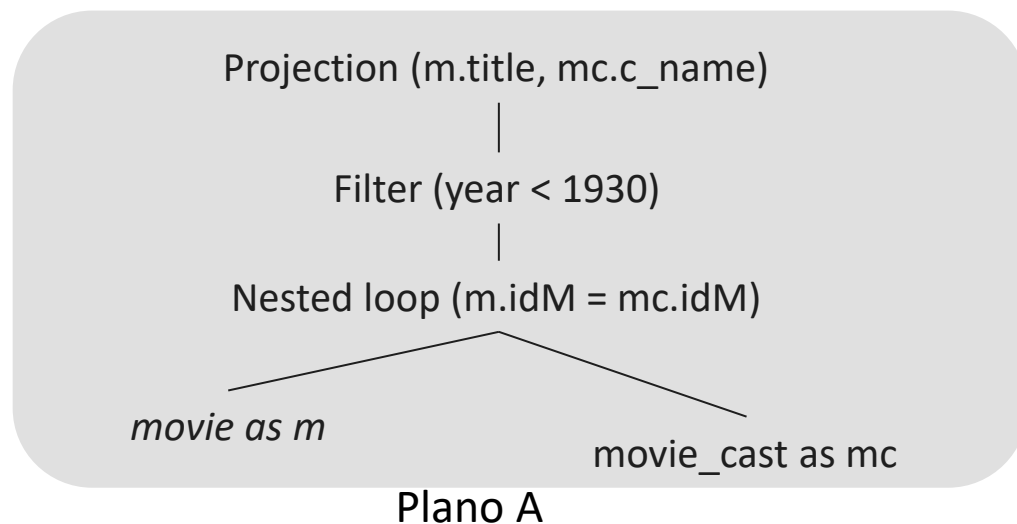 Projection (m.title, mc.c_name)
Filter (year < 1930)
Nested loop (m.idM = mc.idM)
movie as m
movie_cast as mc
Plano A